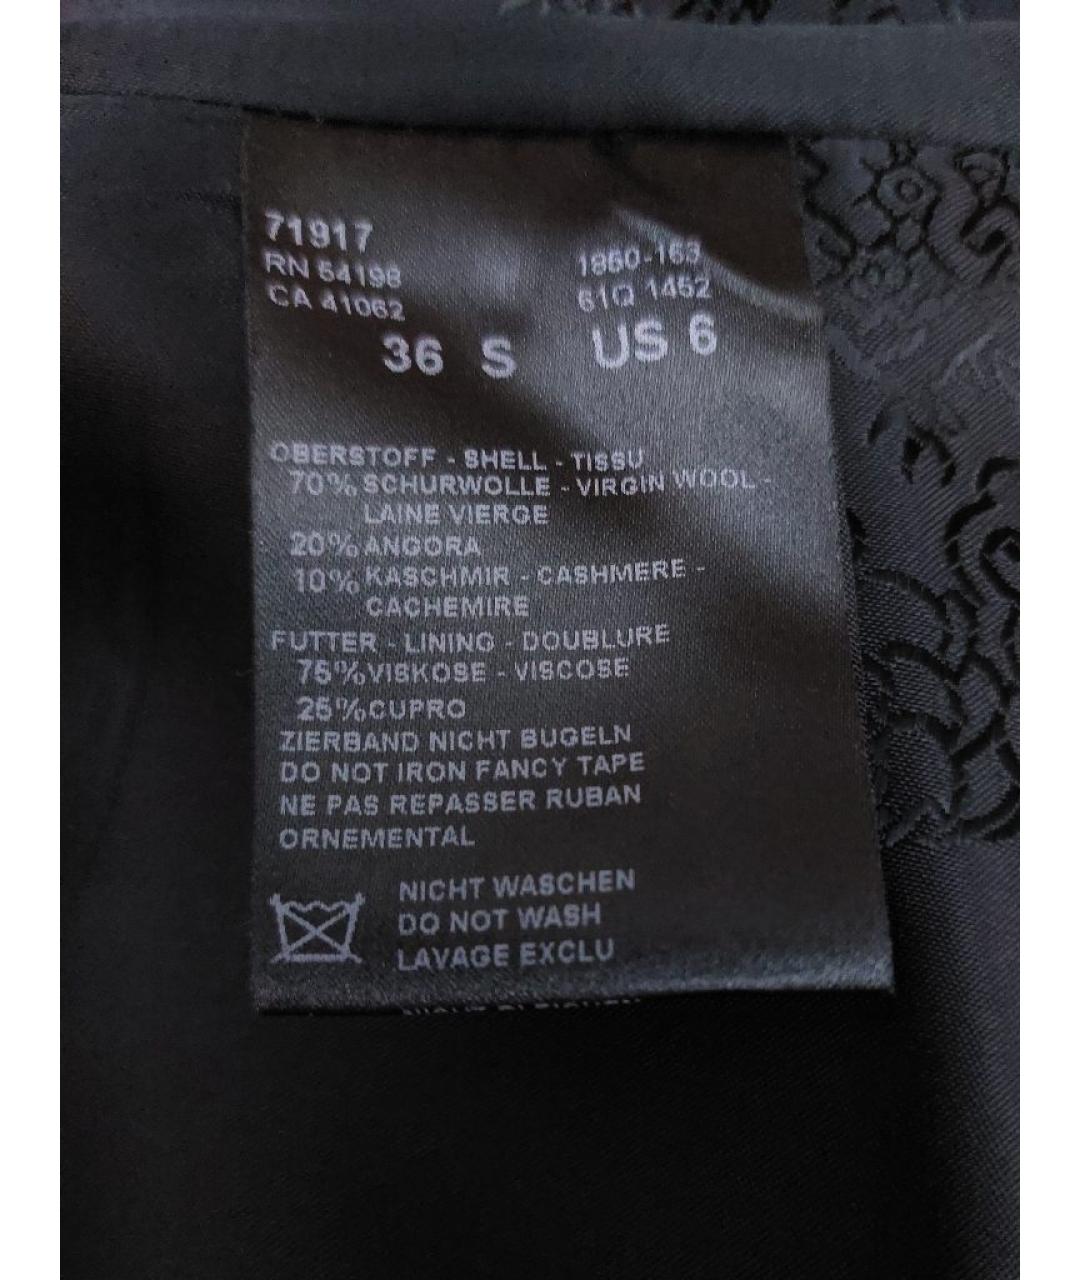 71917
RN 54198
CA 41062
1850-163
61Q 1452
36 S US 6
OBERSTOFF - SHELL - TISSU
70% SCHURWOLLE - VIRGIN WOOL -
LAINE VIERGE
20% ANGORA
10% KASCHMIR - CASHMERE -
CACHEMIRE
FUTTER - LINING - DOUBLURE
75% VISKOSE - VISCOSE
25% CUPRO
ZIERBAND NICHT BUGELN
DO NOT IRON FANCY TAPE
NE PAS REPASSER RUBAN
ORNEMENTAL
NICHT WASCHEN
DO NOT WASH
LAVAGE EXCLU